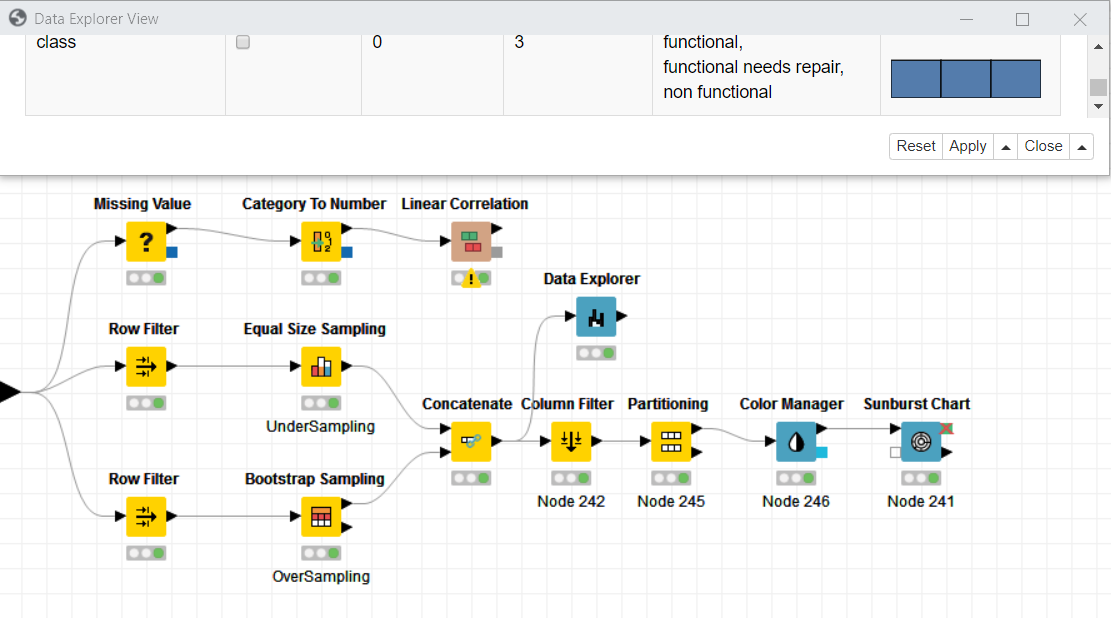 Data Explorer View
class 0 3 functional,
functional needs repair,
non functional
Reset Apply Close
Missing Value Category To Number Linear Correlation
Data Explorer
Row Filter Equal Size Sampling
UnderSampling
Concatenate Column Filter Partitioning Color Manager Sunburst Chart
Row Filter Bootstrap Sampling
Node 242 Node 245 Node 246 Node 241
OverSampling